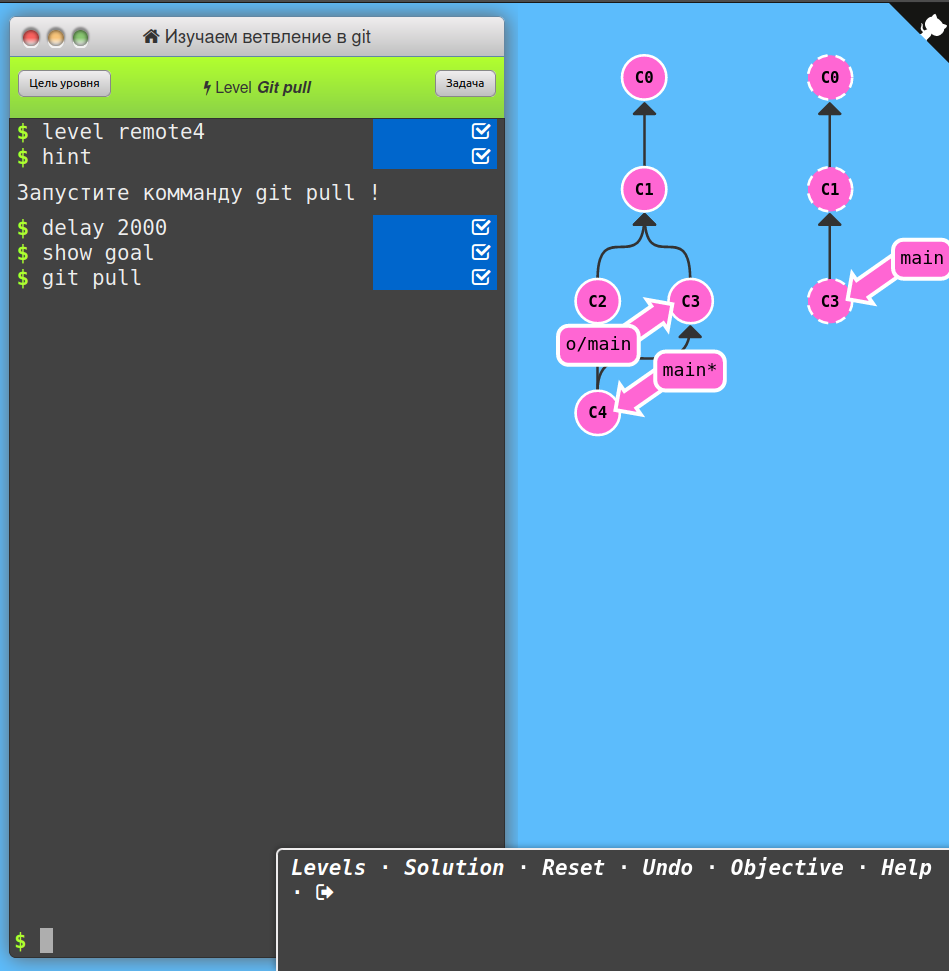 Изучаем ветвление в git
Цель уровня
Level Git pull
Задача
$ level remote4
$ hint
Запустите комманду git pull !
$ delay 2000
$ show goal
$ git pull
$
C0
C1
C2
C3
o/main
main*
C4
C0
C1
main
C3
Levels · Solution · Reset · Undo · Objective · Help
·